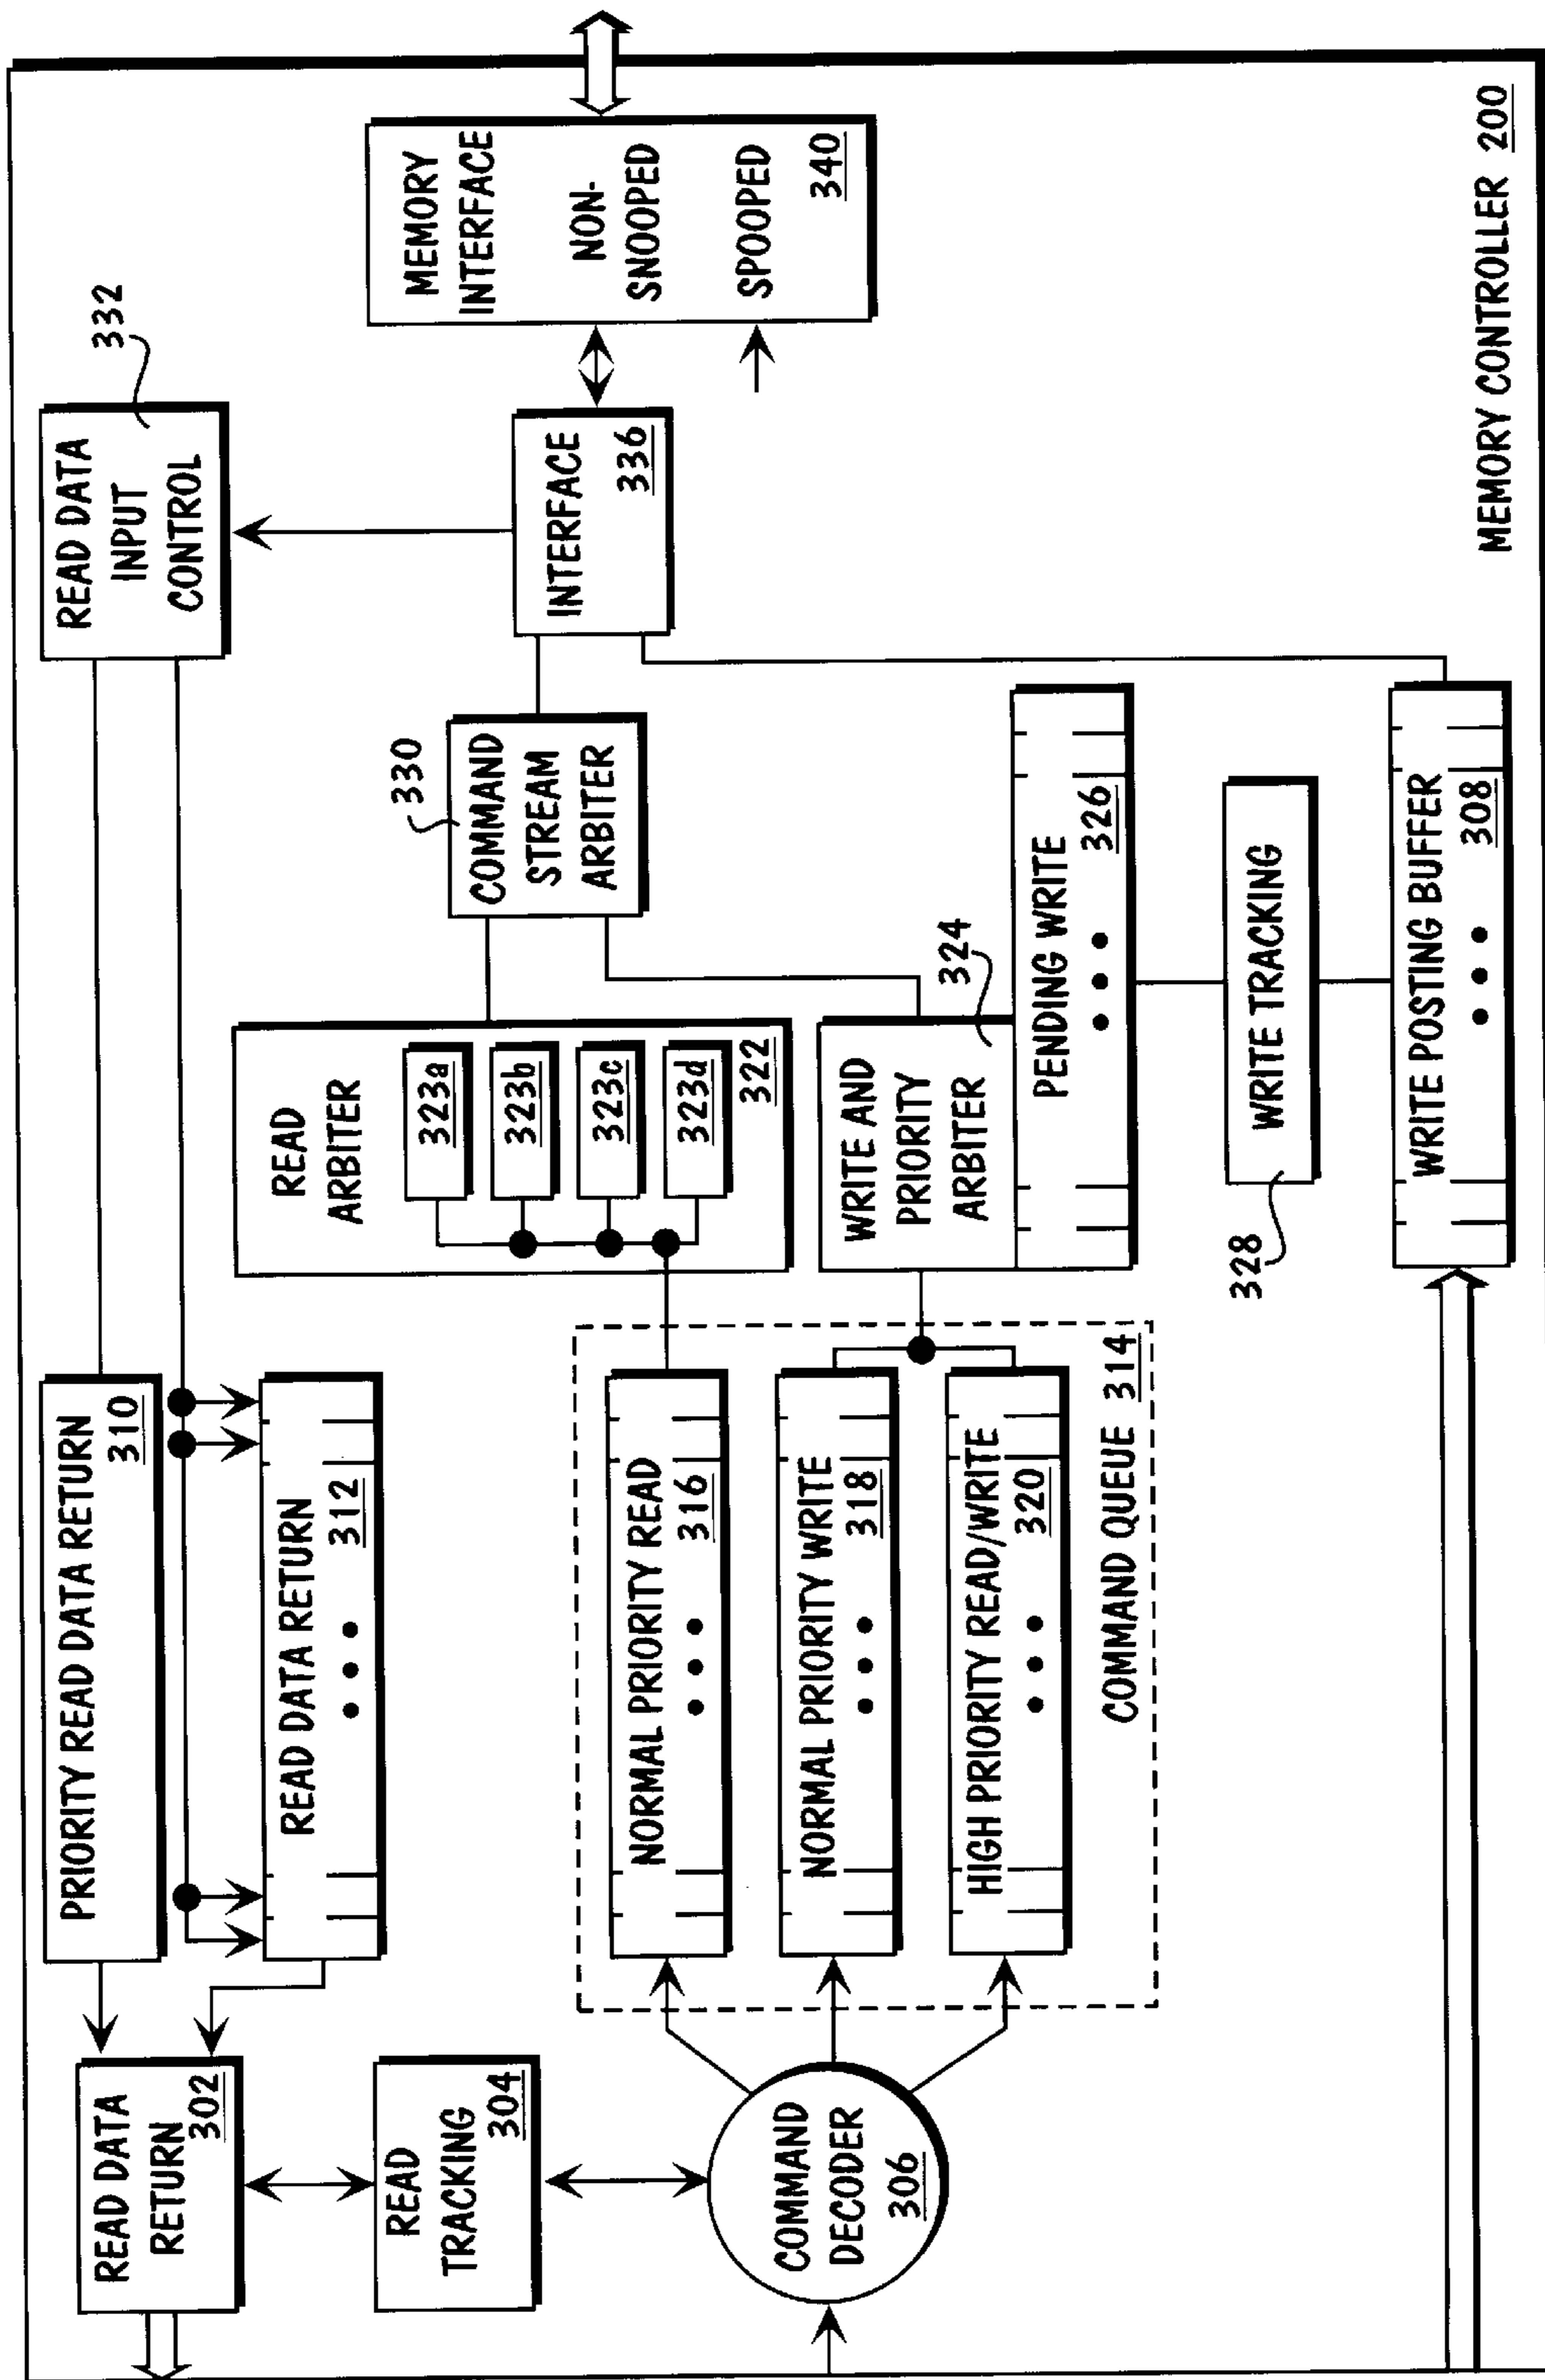 PRIORITY READ DATA RETURN
310
READ DATA
INPUT
CONTROL
332
READ DATA
RETURN
302
READ DATA RETURN
312
READ
TRACKING
304
COMMAND
DECODER
306
NORMAL PRIORITY READ
316
NORMAL PRIORITY WRITE
318
HIGH PRIORITY READ/WRITE
320
COMMAND QUEUE 314
READ
ARBITER
323a
323b
323c
323d
322
WRITE AND
PRIORITY
ARBITER
324
PENDING WRITE
326
WRITE TRACKING
328
WRITE POSTING BUFFER
308
330
COMMAND
STREAM
ARBITER
INTERFACE
336
MEMORY
INTERFACE
NON-
SNOOPED
SPOOPED
340
MEMORY CONTROLLER 200